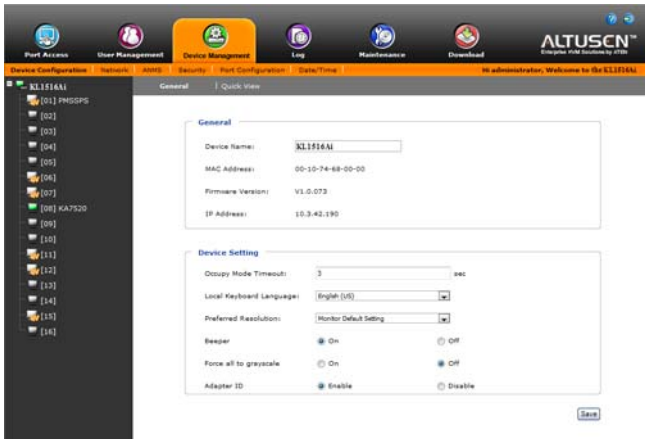 Port Access User Management Device Management Log Maintenance Download
ALTUSEN™
Enterprise KVM Solutions by ATEN
Device Configuration Network ANMS Security Port Configuration Date/Time Hi administrator, Welcome to the KL1516Ai
KL1516Ai
General | Quick View
[01] PMSSPS
[02]
[03]
[04]
[05]
[06]
[07]
[08] KA7520
[09]
[10]
[11]
[12]
[13]
[14]
[15]
[16]
General
Device Name: KL1516Ai
MAC Address: 00-10-74-68-00-00
Firmware Version: V1.0.073
IP Address: 10.3.42.190
Device Setting
Occupy Mode Timeout: 3 sec
Local Keyboard Language: English (US)
Preferred Resolution: Monitor Default Setting
Beeper On Off
Force all to grayscale On Off
Adapter ID Enable Disable
Save